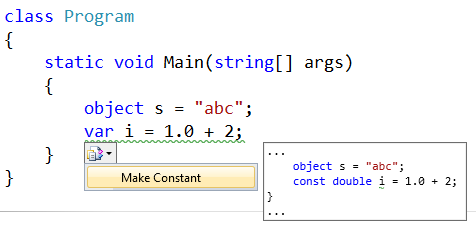 class Program
{
    static void Main(string[] args)
    {
        object s = "abc";
        var i = 1.0 + 2;
    }
}
Make Constant
...
    object s = "abc";
    const double i = 1.0 + 2;
}
...